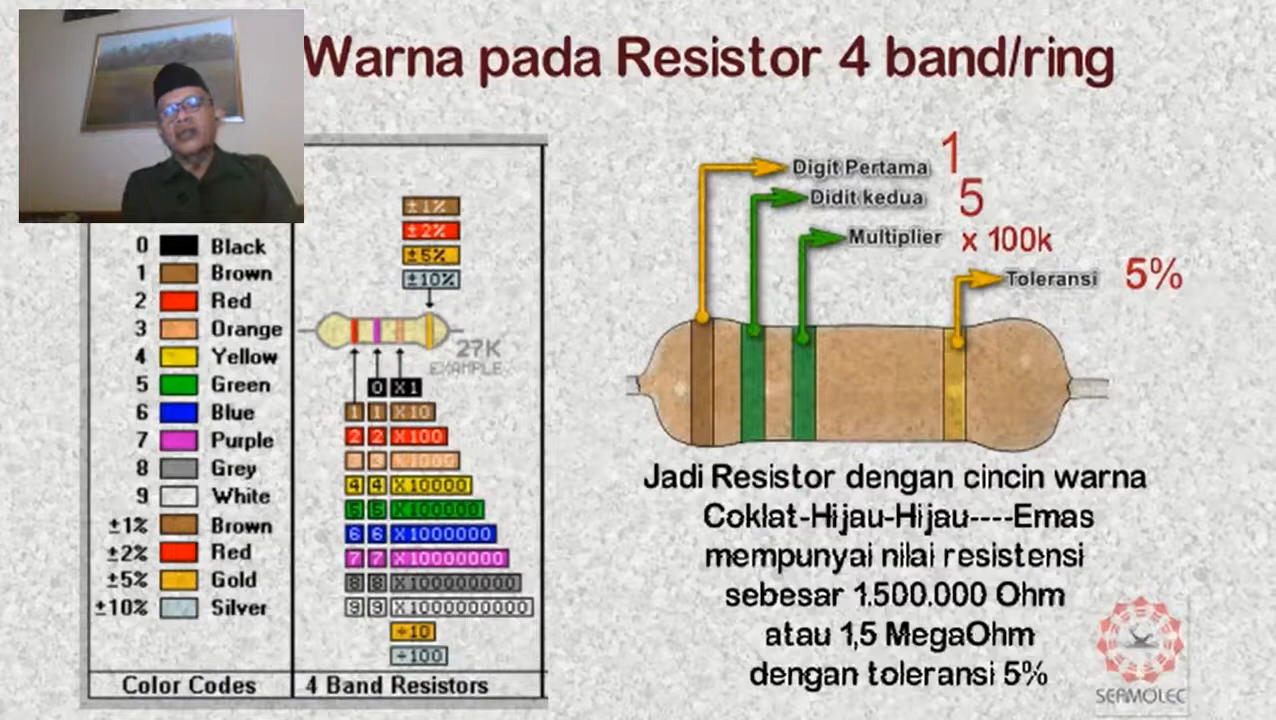 Warna pada Resistor 4 band/ring
0 Black
1 Brown
2 Red
3 Orange
4 Yellow
5 Green
6 Blue
7 Purple
8 Grey
9 White
±1% Brown
±2% Red
±5% Gold
±10% Silver
Color Codes
±1%
±2%
±5%
±10%
27K
EXAMPLE
0 X1
1 1 X10
2 2 X100
3 3 X1000
4 4 X10000
5 5 X100000
6 6 X1000000
7 7 X10000000
8 8 X100000000
9 9 X1000000000
÷10
÷100
4 Band Resistors
Digit Pertama 1
Didit kedua 5
Multiplier x 100k
Toleransi 5%
Jadi Resistor dengan cincin warna
Coklat-Hijau-Hijau----Emas
mempunyai nilai resistensi
sebesar 1.500.000 Ohm
atau 1,5 MegaOhm
dengan toleransi 5%
SEAMOLEC